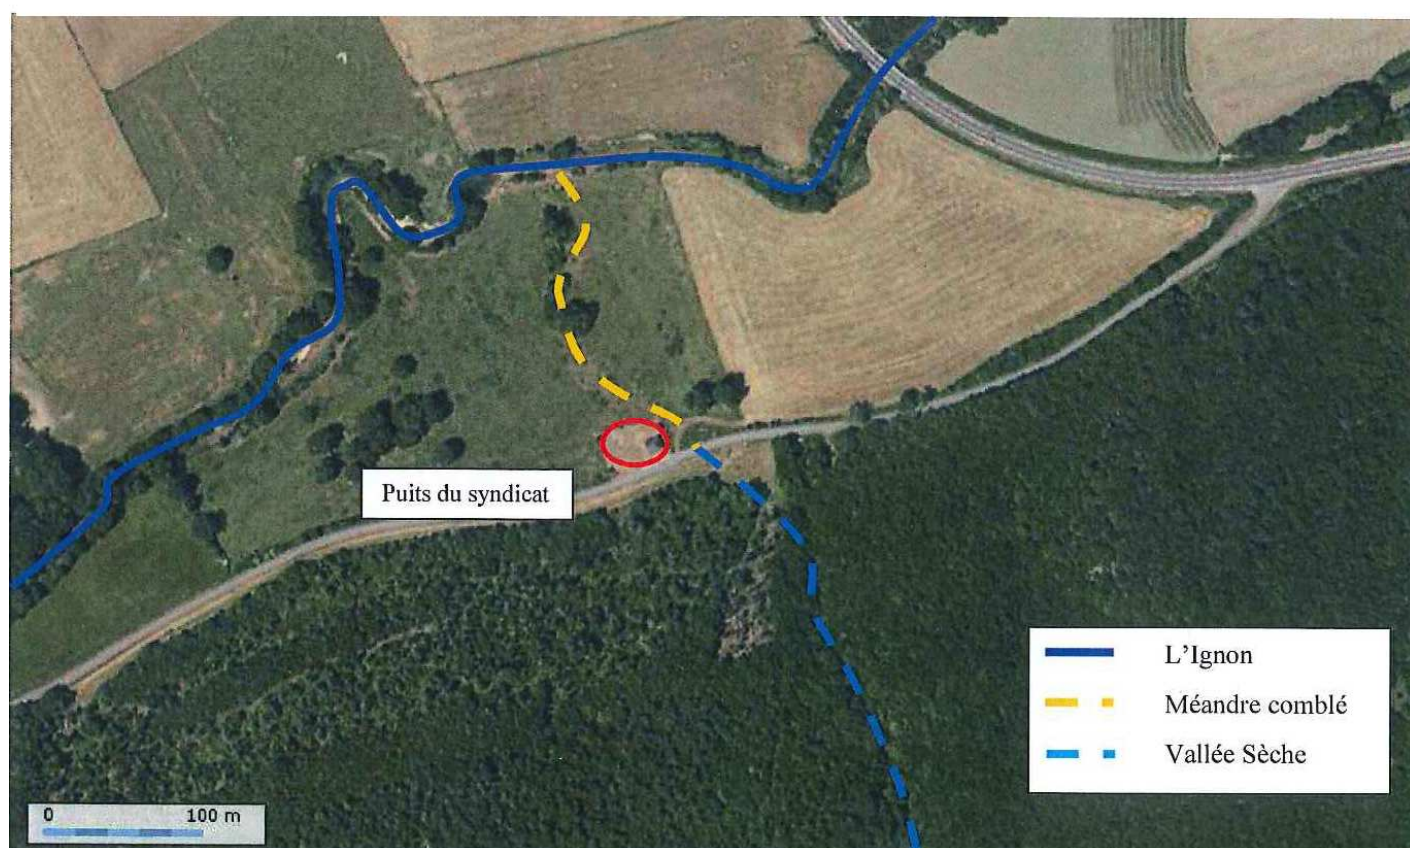 Puits du syndicat
L'Ignon
Méandre comblé
Vallée Sèche
0 100 m